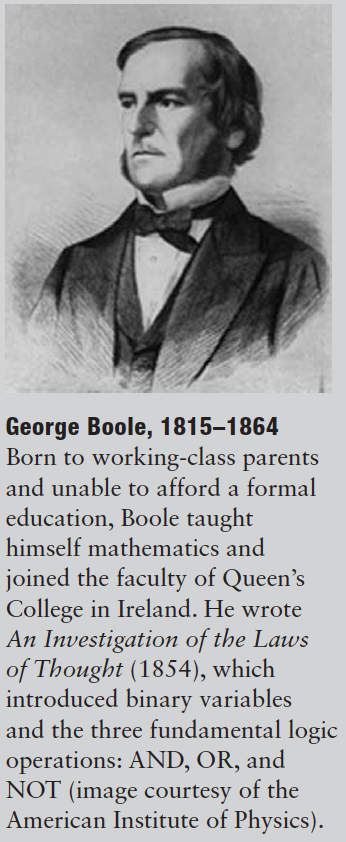 George Boole, 1815–1864
Born to working-class parents
and unable to afford a formal
education, Boole taught
himself mathematics and
joined the faculty of Queen’s
College in Ireland. He wrote
An Investigation of the Laws
of Thought (1854), which
introduced binary variables
and the three fundamental logic
operations: AND, OR, and
NOT (image courtesy of the
American Institute of Physics).